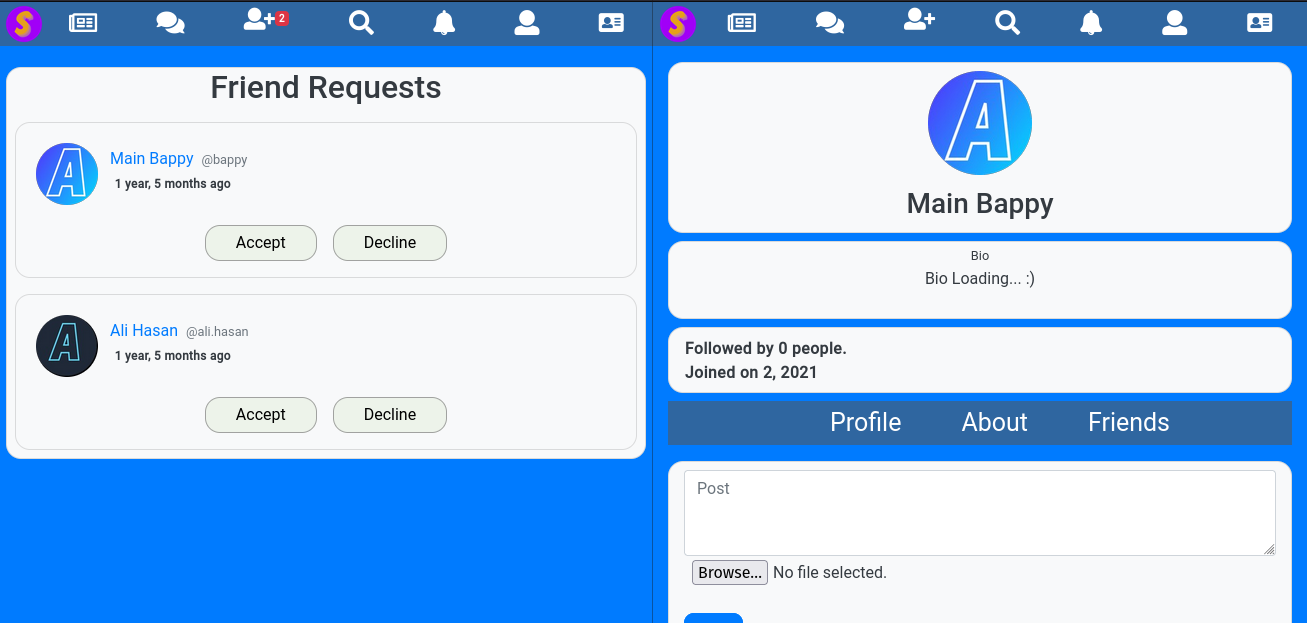 S
2
Friend Requests
A
Main Bappy @bappy
1 year, 5 months ago
Accept Decline
A
Ali Hasan @ali.hasan
1 year, 5 months ago
Accept Decline
S
A
Main Bappy
Bio
Bio Loading... :)
Followed by 0 people.
Joined on 2, 2021
Profile About Friends
Post
Browse... No file selected.